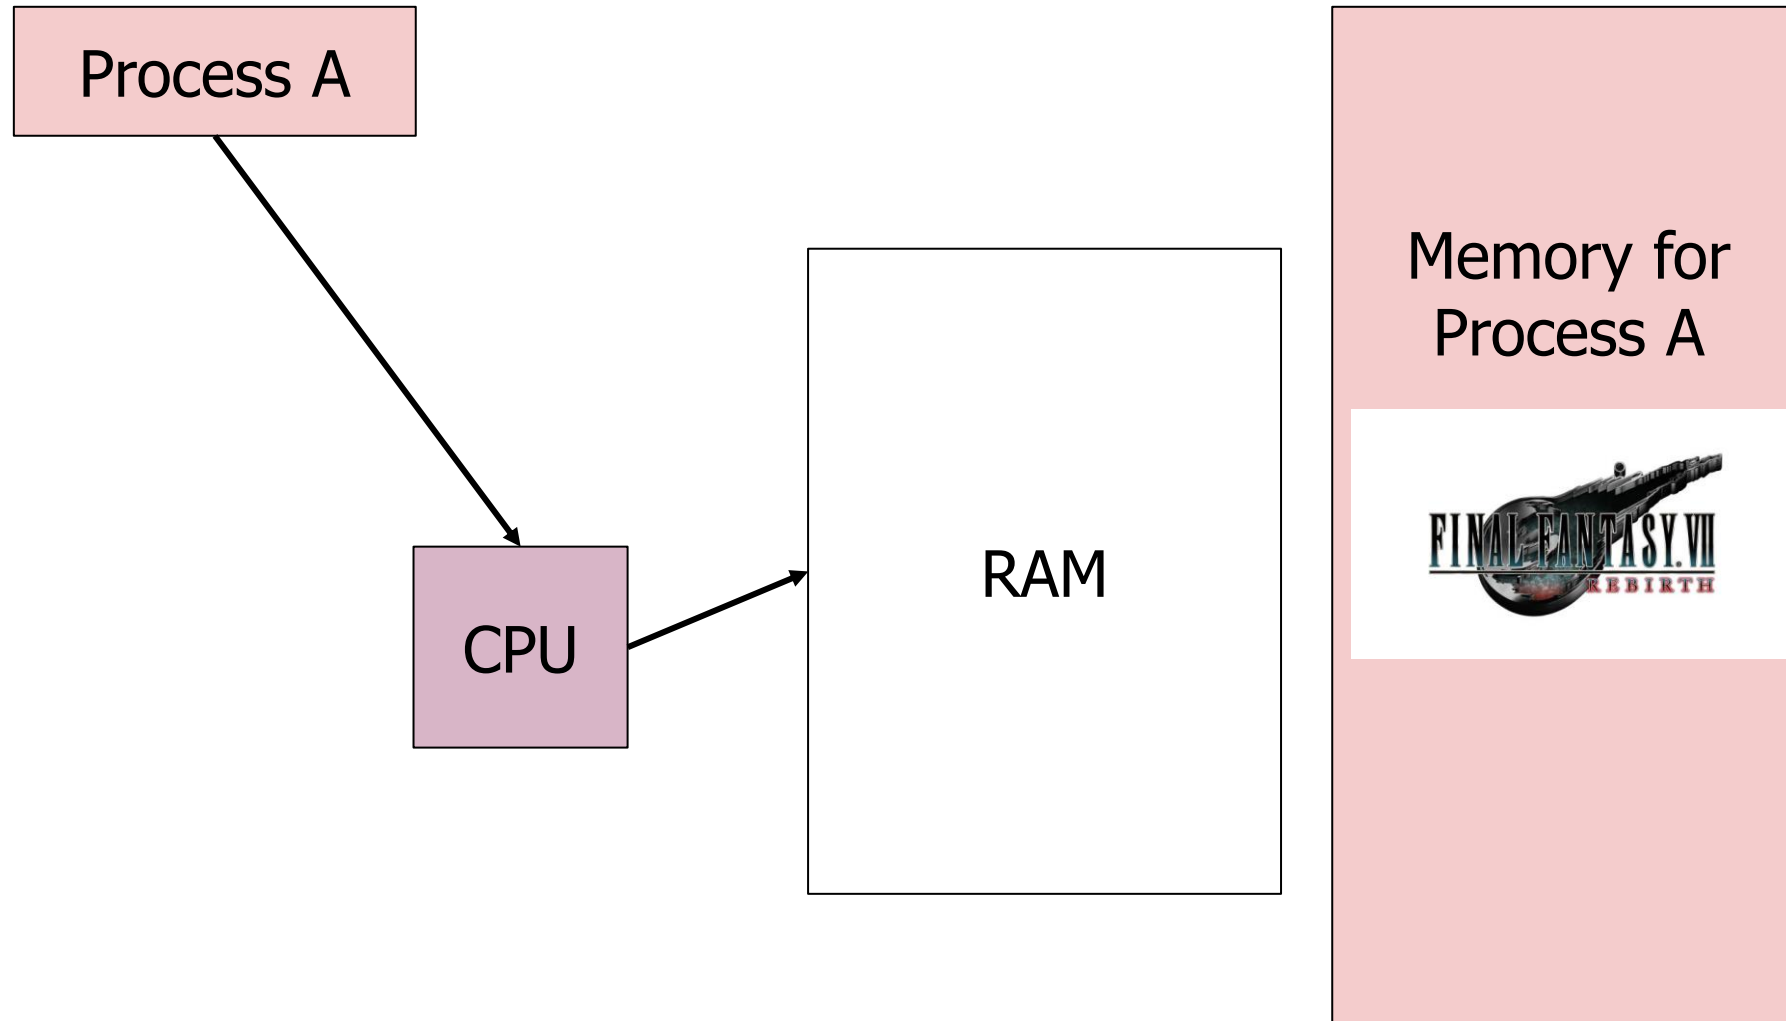 Process A
Memory for
Process A
FINAL FANTASY VII
REBIRTH
RAM
CPU